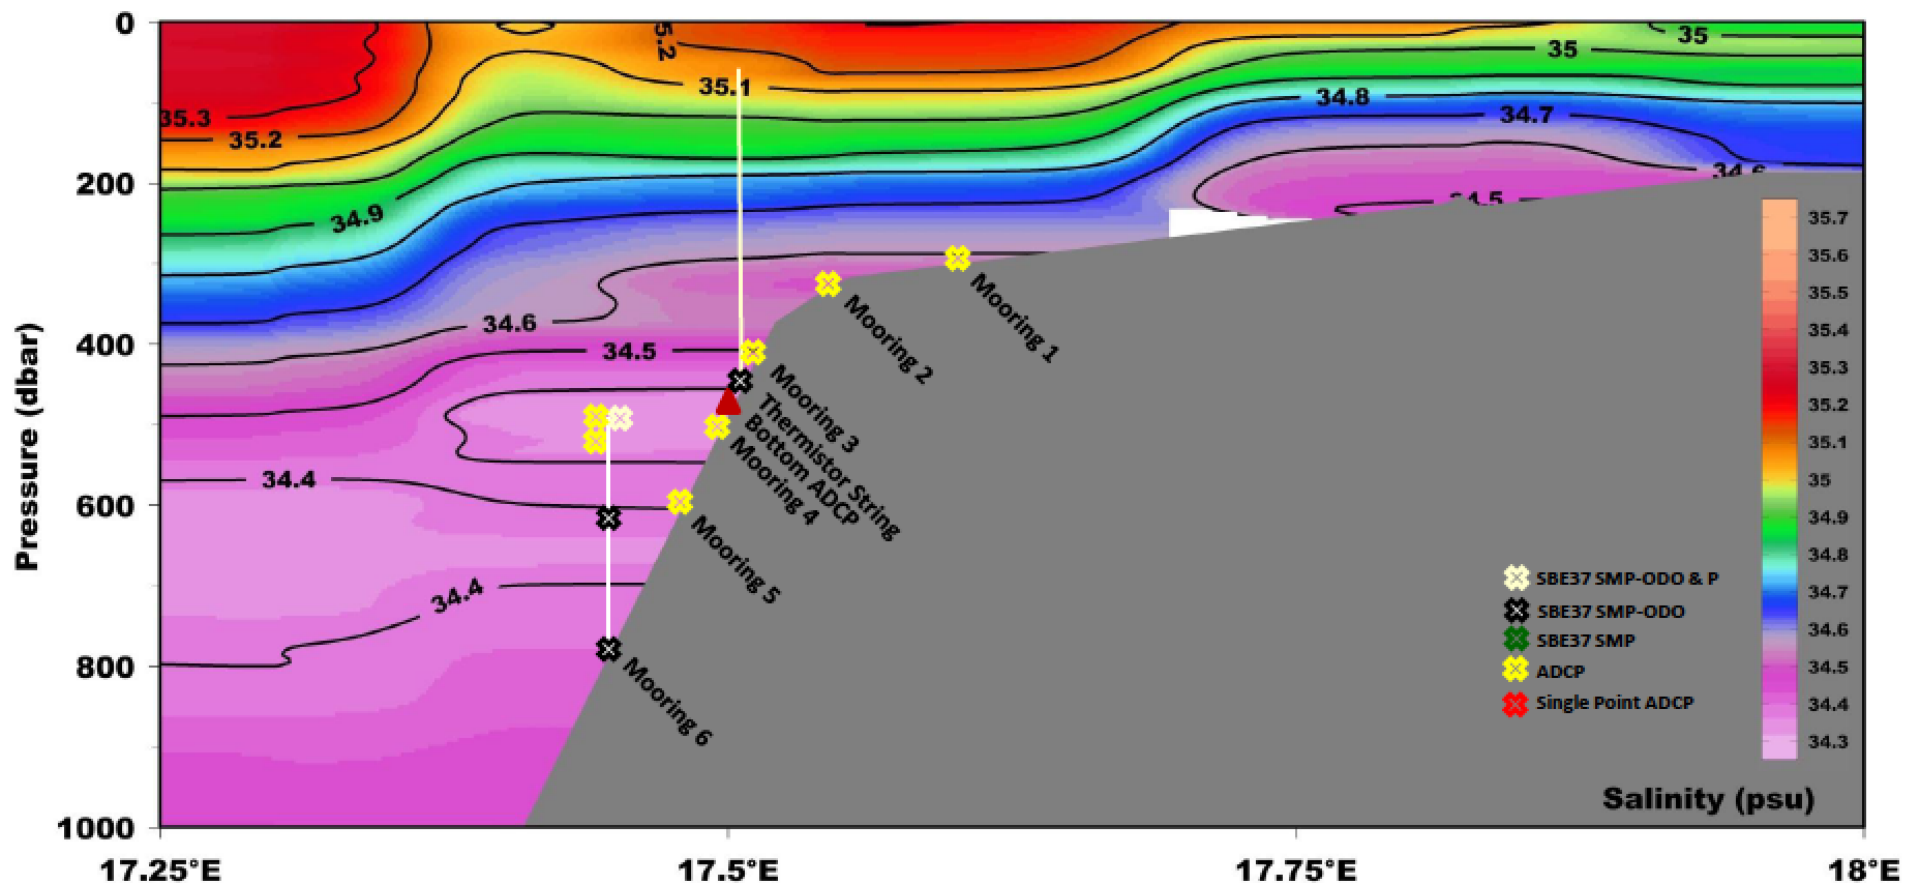 0
200
400
600
800
1000
Pressure (dbar)
17.25°E
17.5°E
17.75°E
18°E
35.3
35.2
5.2
35.1
34.9
35
35
34.8
34.7
34.6
34.5
34.6
34.5
34.4
34.4
Mooring 1
Mooring 2
Mooring 3
Thermistor String
Bottom ADCP
Mooring 4
Mooring 5
Mooring 6
SBE37 SMP-ODO & P
SBE37 SMP-ODO
SBE37 SMP
ADCP
Single Point ADCP
35.7
35.6
35.5
35.4
35.3
35.2
35.1
35
34.9
34.8
34.7
34.6
34.5
34.4
34.3
Salinity (psu)